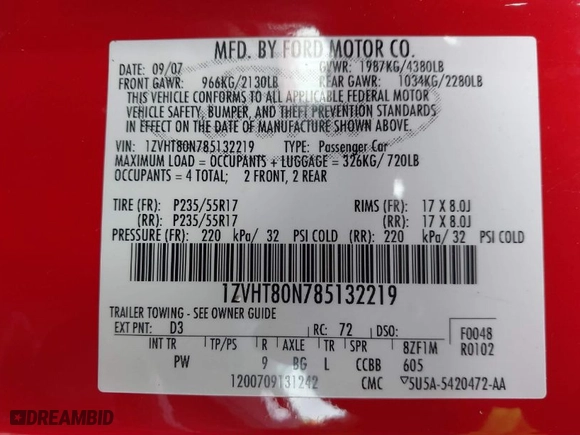 MFD. BY FORD MOTOR CO.
DATE: 09/07 GVWR: 1987KG/4380LB
FRONT GAWR: 966KG/2130LB REAR GAWR: 1034KG/2280LB
THIS VEHICLE CONFORMS TO ALL APPLICABLE FEDERAL MOTOR
VEHICLE SAFETY, BUMPER, AND THEFT PREVENTION STANDARDS
IN EFFECT ON THE DATE OF MANUFACTURE SHOWN ABOVE.
VIN: 1ZVHT80N785132219 TYPE: Passenger Car
MAXIMUM LOAD = OCCUPANTS + LUGGAGE = 326KG/720LB
OCCUPANTS = 4 TOTAL; 2 FRONT, 2 REAR
TIRE (FR): P235/55R17 RIMS (FR): 17 X 8.0J
(RR): P235/55R17 (RR): 17 X 8.0J
PRESSURE (FR): 220 kPa/ 32 PSI COLD (RR): 220 kPa/ 32 PSI COLD
1ZVHT80N785132219
TRAILER TOWING - SEE OWNER GUIDE
EXT PNT: D3 RC: 72 DSO: F0048
INT TR TP/PS R AXLE TR SPR 8ZF1M R0102
PW 9 BG L CCBB 605
1200709131242 CMC ▽5U5A-5420472-AA
DREAMBID